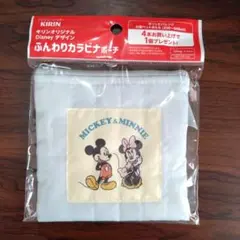 KIRIN
キリンオリジナル
Disney デザイン
ふんわりカラビナポーチ
4本お買い上げで
1個プレゼント!
MICKEY & MINNIE